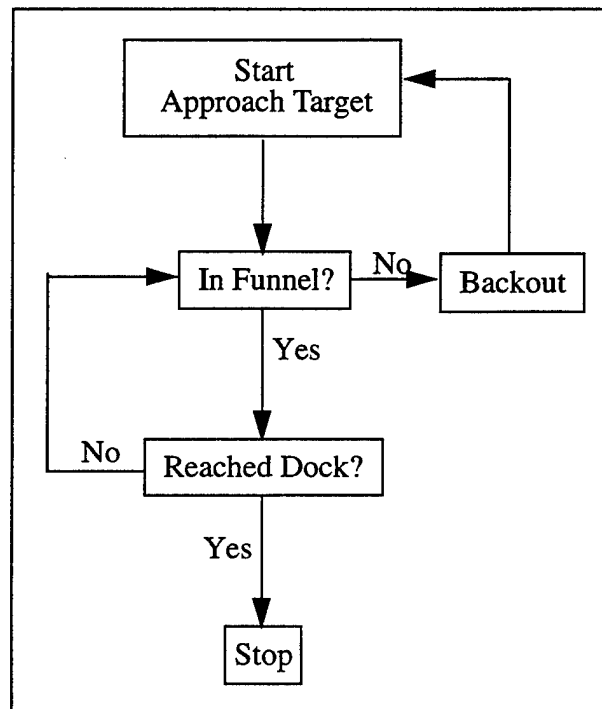 Start
Approach Target
In Funnel?
No
Backout
Yes
No
Reached Dock?
Yes
Stop